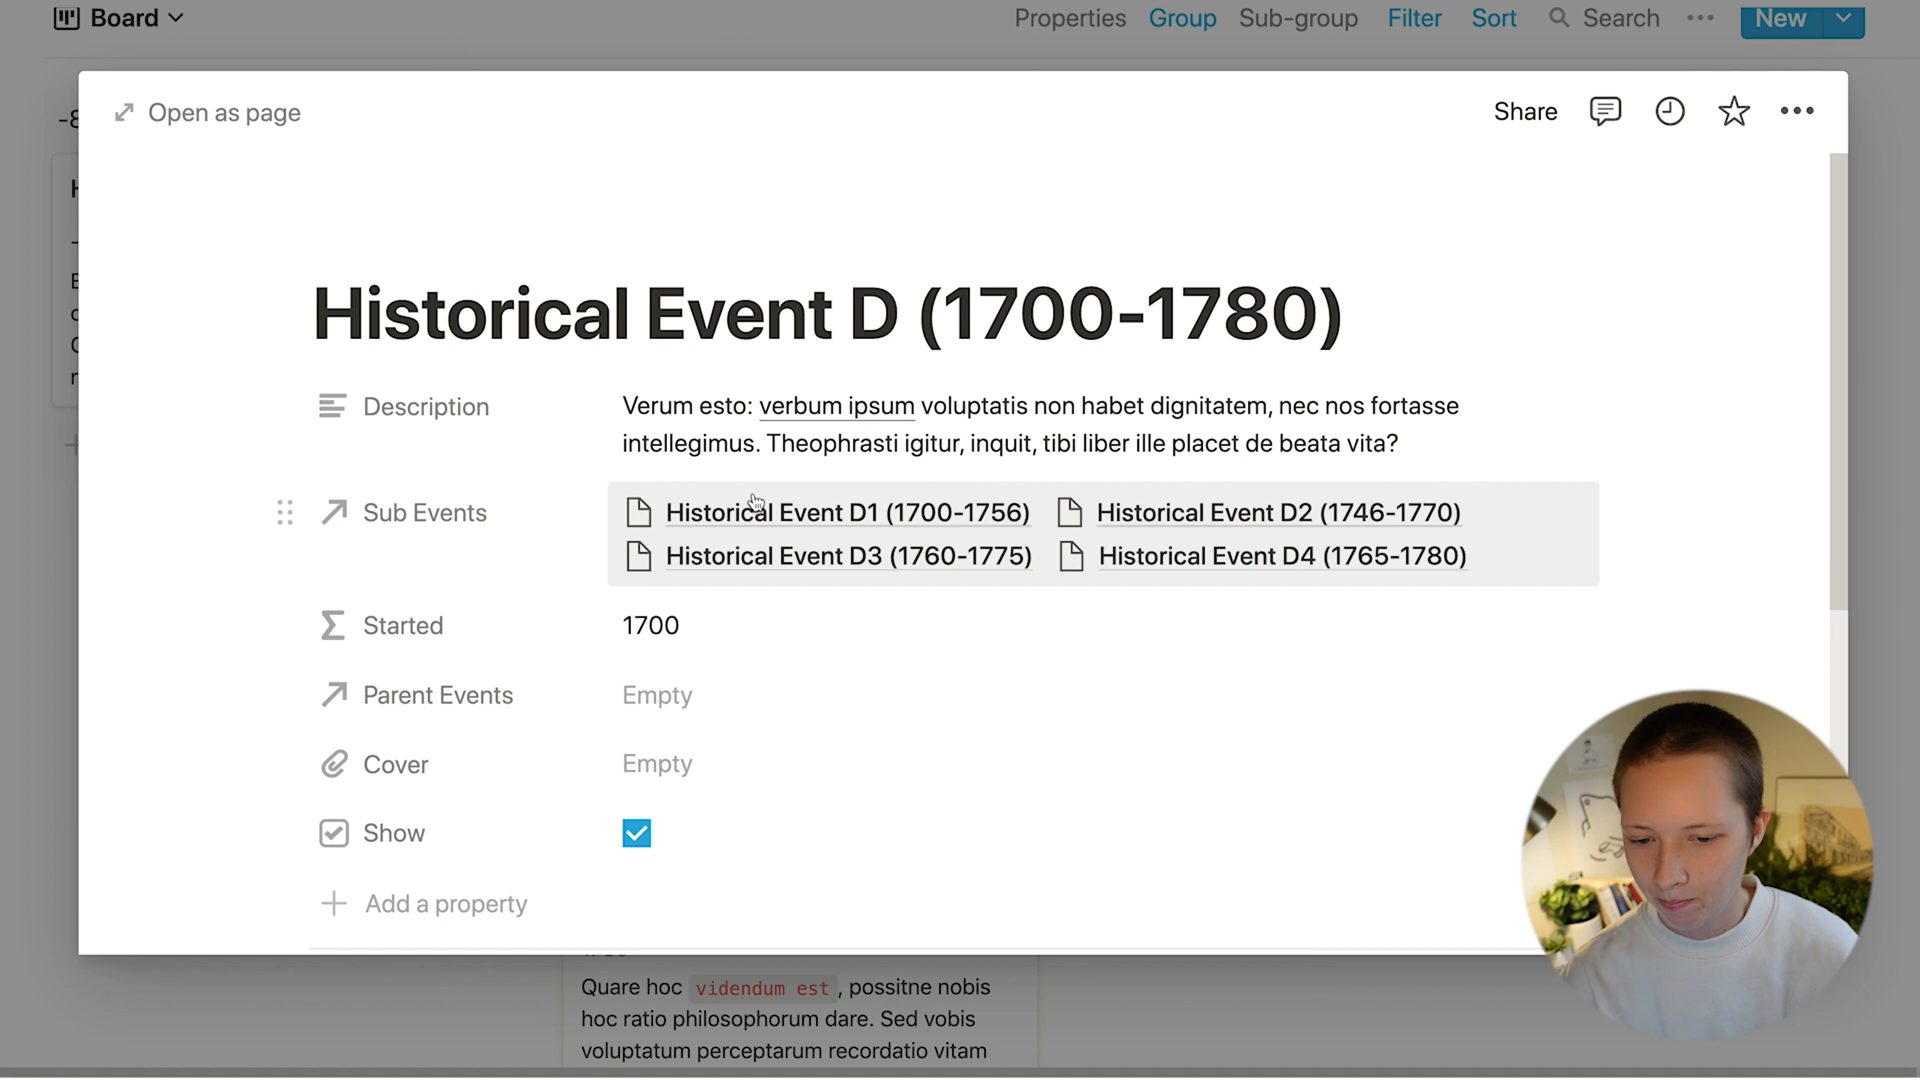 Board
Properties Group Sub-group Filter Sort Search New
Open as page
Share
Historical Event D (1700-1780)
Description
Verum esto: verbum ipsum voluptatis non habet dignitatem, nec nos fortasse
intellegimus. Theophrasti igitur, inquit, tibi liber ille placet de beata vita?
Sub Events
Historical Event D1 (1700-1756) Historical Event D2 (1746-1770)
Historical Event D3 (1760-1775) Historical Event D4 (1765-1780)
Started 1700
Parent Events Empty
Cover Empty
Show
Add a property
Quare hoc videndum est , possitne nobis
hoc ratio philosophorum dare. Sed vobis
voluptatum perceptarum recordatio vitam